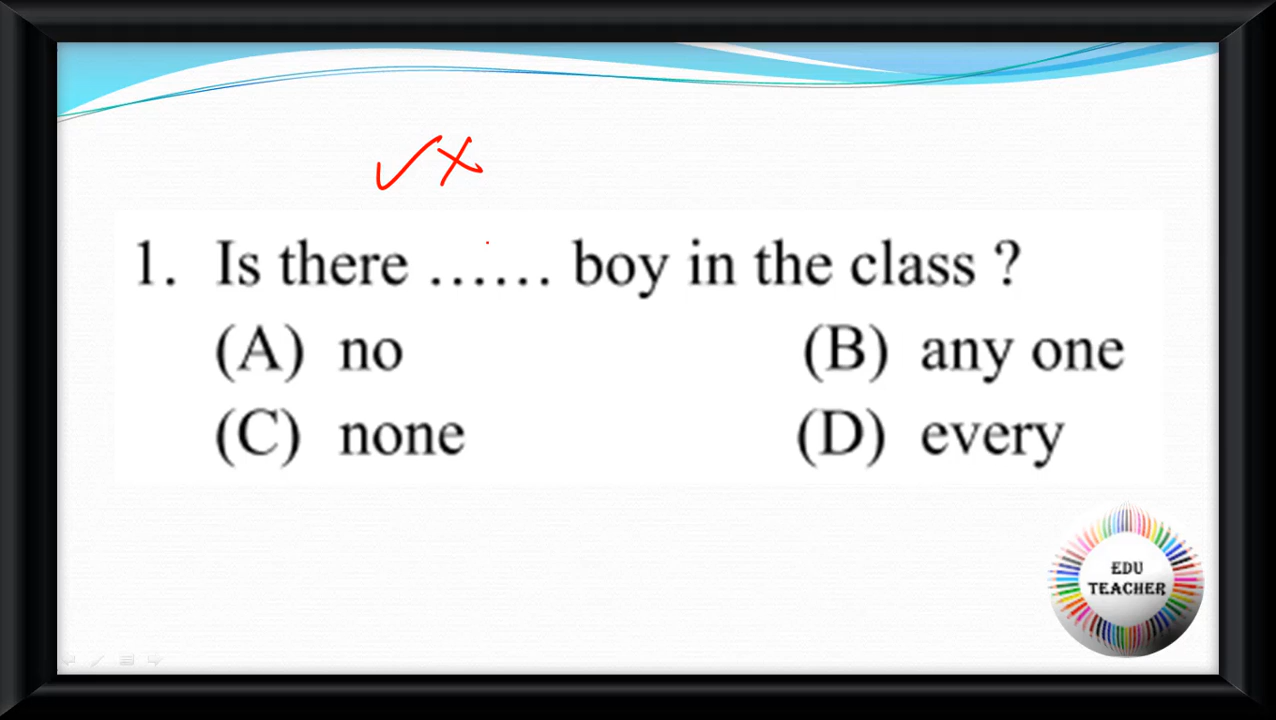 1. Is there ...... boy in the class ?
(A) no (B) any one
(C) none (D) every
EDU
TEACHER